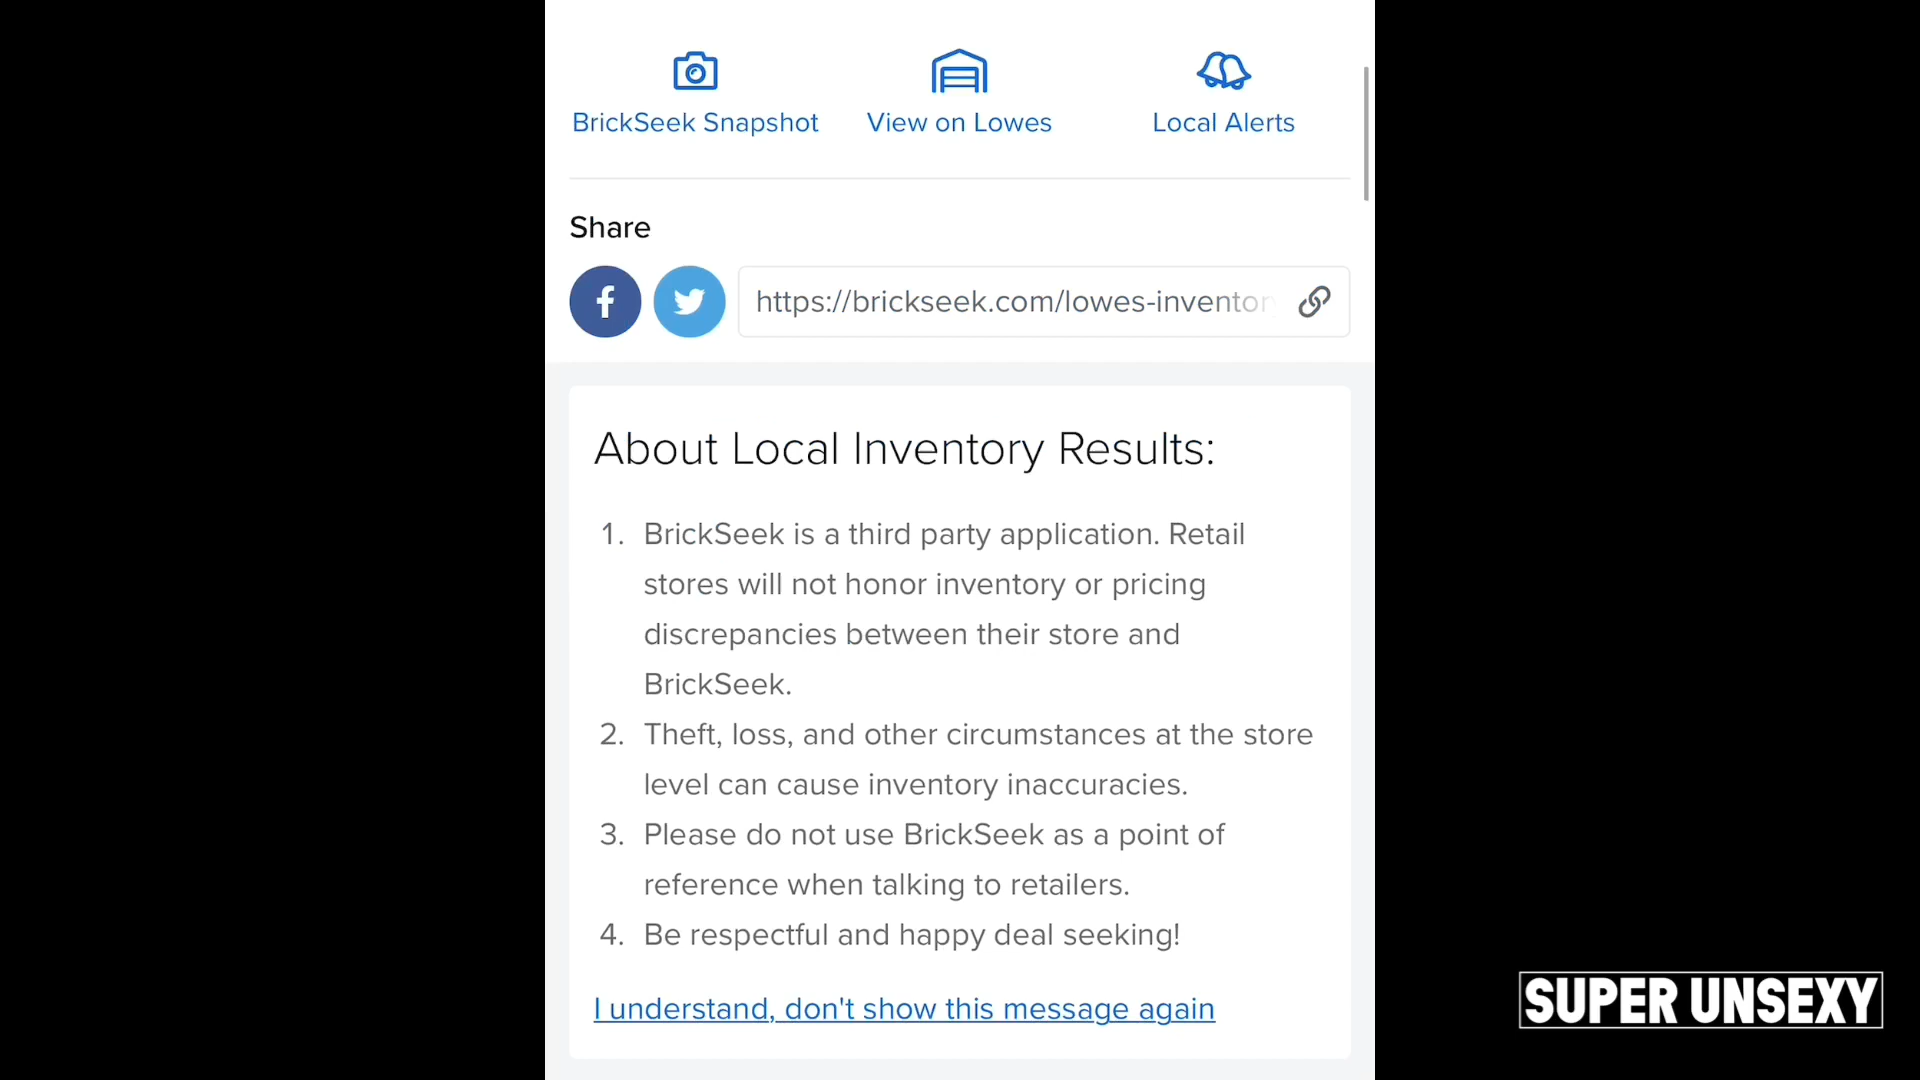 BrickSeek Snapshot
View on Lowes
Local Alerts
Share
https://brickseek.com/lowes-inventor
About Local Inventory Results:
1. BrickSeek is a third party application. Retail
stores will not honor inventory or pricing
discrepancies between their store and
BrickSeek.
2. Theft, loss, and other circumstances at the store
level can cause inventory inaccuracies.
3. Please do not use BrickSeek as a point of
reference when talking to retailers.
4. Be respectful and happy deal seeking!
I understand, don't show this message again
SUPER UNSEXY